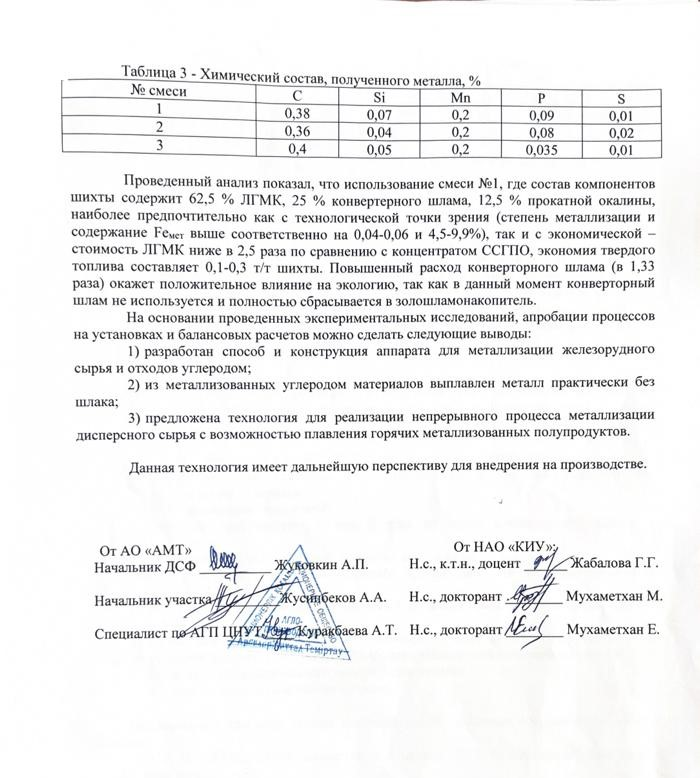 Таблица 3 - Химический состав, полученного металла, %
№ смеси C Si Mn P S
1 0,38 0,07 0,2 0,09 0,01
2 0,36 0,04 0,2 0,08 0,02
3 0,4 0,05 0,2 0,035 0,01
Проведенный анализ показал, что использование смеси №1, где состав компонентов
шихты содержит 62,5 % ЛГМК, 25 % конвертерного шлама, 12,5 % прокатной окалины,
наиболее предпочтительно как с технологической точки зрения (степень металлизации и
содержание Feмет выше соответственно на 0,04-0,06 и 4,5-9,9%), так и с экономической –
стоимость ЛГМК ниже в 2,5 раза по сравнению с концентратом ССГПО, экономия твердого
топлива составляет 0,1-0,3 т/т шихты. Повышенный расход конверторного шлама (в 1,33
раза) окажет положительное влияние на экологию, так как в данный момент конверторный
шлам не используется и полностью сбрасывается в золошламонакопитель.
На основании проведенных экспериментальных исследований, апробации процессов
на установках и балансовых расчетов можно сделать следующие выводы:
1) разработан способ и конструкция аппарата для металлизации железорудного
сырья и отходов углеродом;
2) из металлизованных углеродом материалов выплавлен металл практически без
шлака;
3) предложена технология для реализации непрерывного процесса металлизации
дисперсного сырья с возможностью плавления горячих металлизованных полупродуктов.
Данная технология имеет дальнейшую перспективу для внедрения на производстве.
От АО «АМТ» От НАО «КИУ»:
Начальник ДСФ Жуковкин А.П. Н.с., к.т.н., доцент Жабалова Г.Г.
Начальник участка Жусипбеков А.А. Н.с., докторант Мухаметхан М.
Специалист по АГП ЦИУТ Куракбаева А.Т. Н.с., докторант Мухаметхан Е.